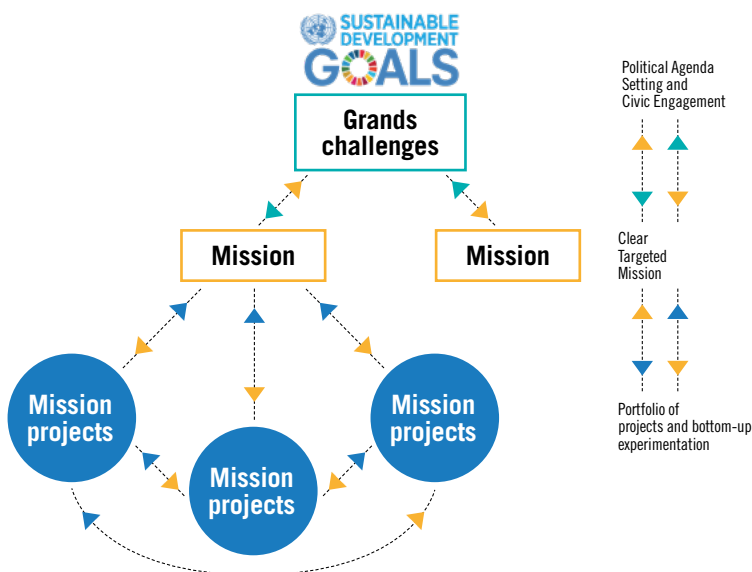 SUSTAINABLE
DEVELOPMENT
GOALS
Grands
challenges
Mission
Mission
Mission
projects
Mission
projects
Mission
projects
Political Agenda
Setting and
Civic Engagement
Clear
Targeted
Mission
Portfolio of
projects and bottom-up
experimentation